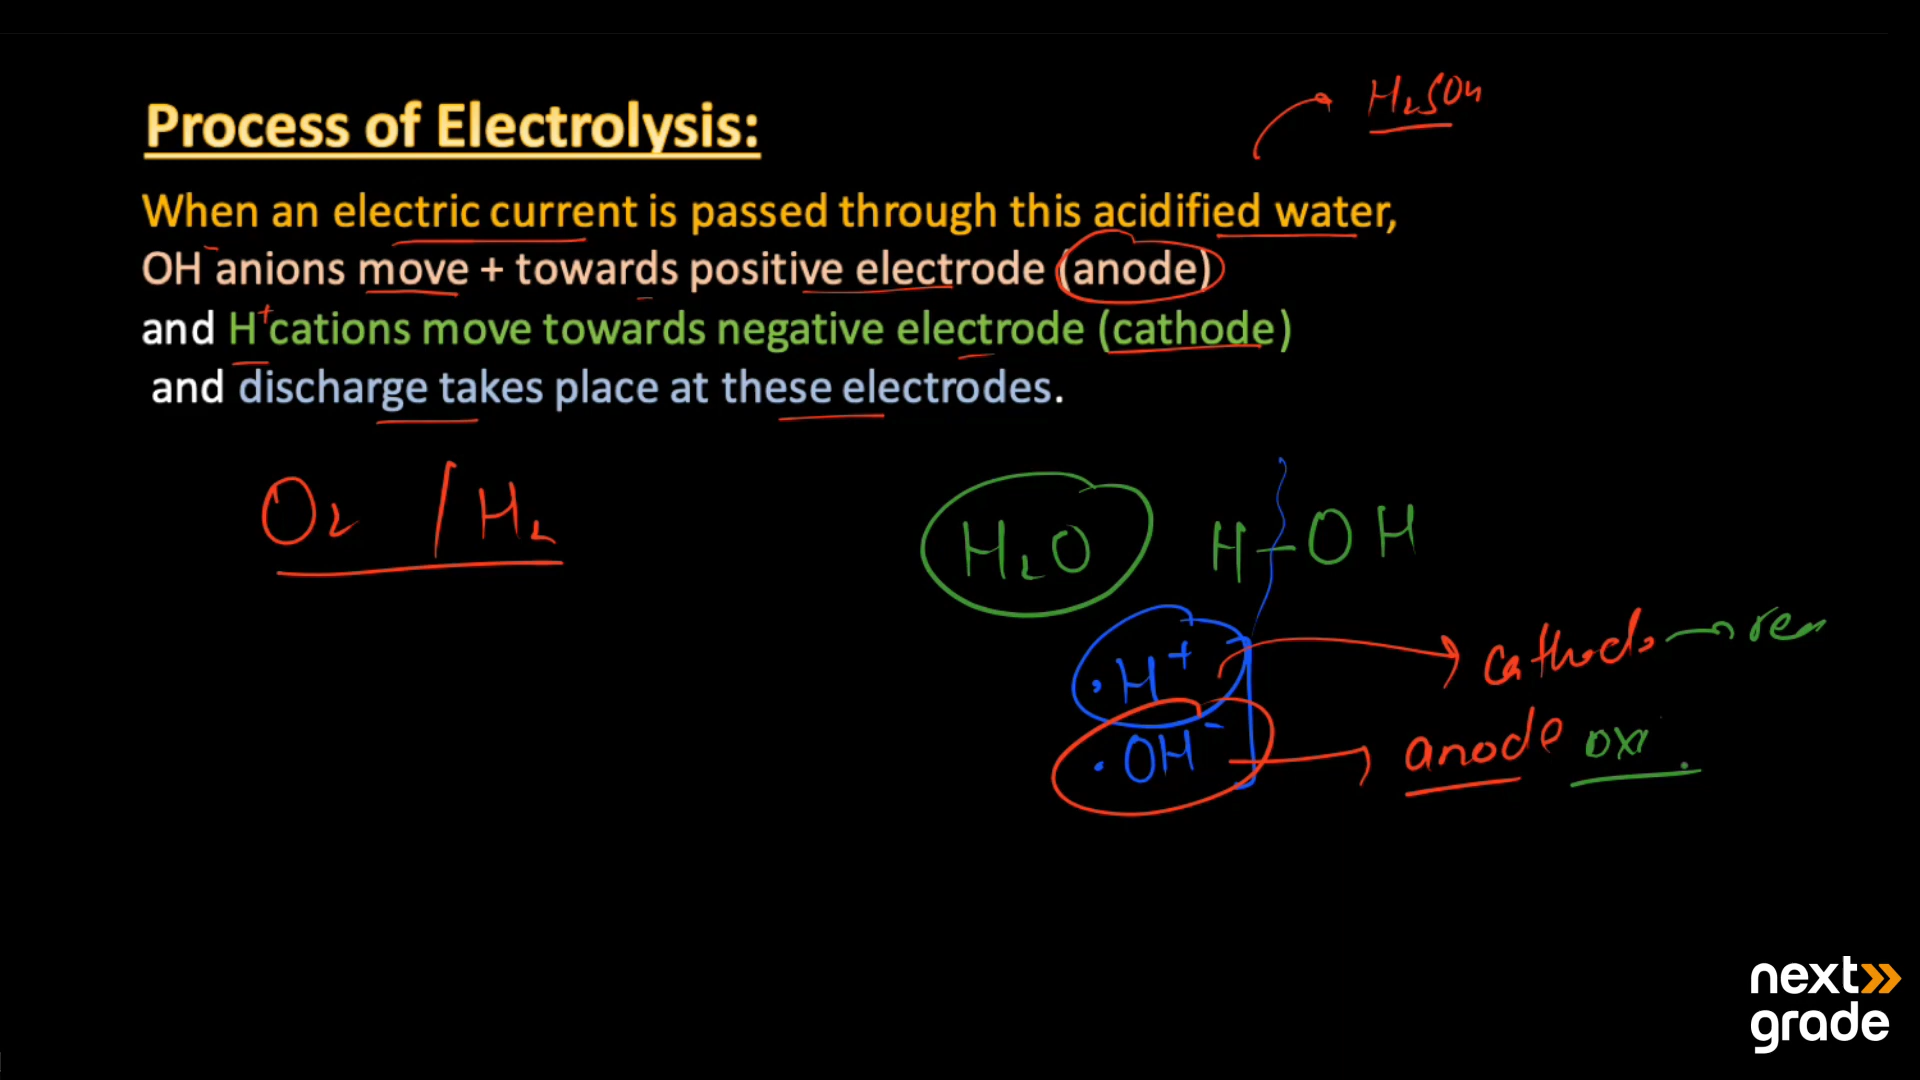 H₂SO₄
Process of Electrolysis:
When an electric current is passed through this acidified water,
OH⁻ anions move + towards positive electrode (anode)
and H⁺ cations move towards negative electrode (cathode)
and discharge takes place at these electrodes.
O₂ / H₂
H₂O H-OH
H⁺ cathode
OH⁻ anode oxi
next
grade